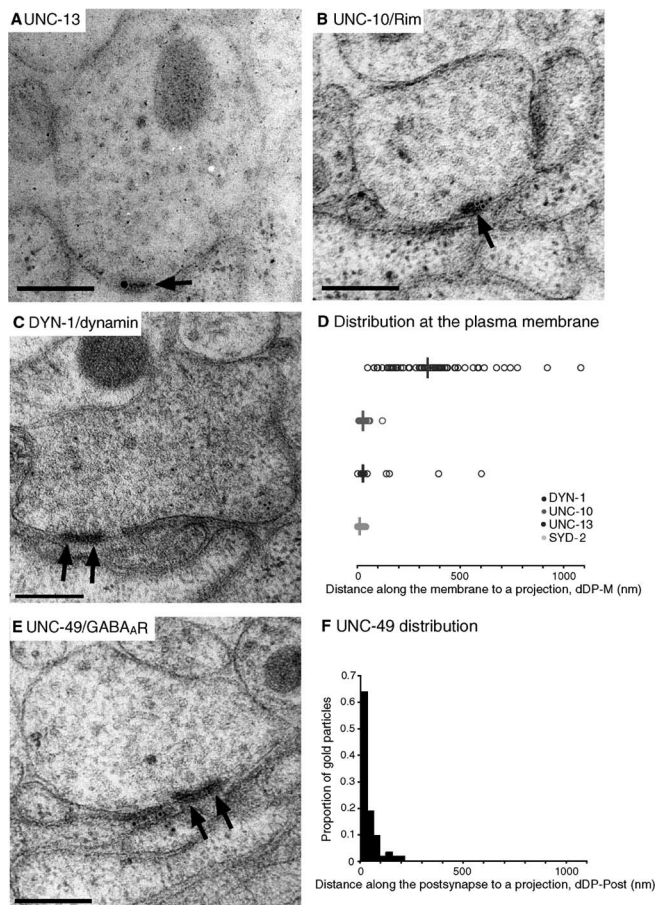 A UNC-13
B UNC-10/Rim
C DYN-1/dynamin
D Distribution at the plasma membrane
DYN-1
UNC-10
UNC-13
SYD-2
0 500 1000
Distance along the membrane to a projection, dDP-M (nm)
E UNC-49/GABAAR
F UNC-49 distribution
Proportion of gold particles
0.7
0.6
0.5
0.4
0.3
0.2
0.1
0
0 500 1000
Distance along the postsynapse to a projection, dDP-Post (nm)